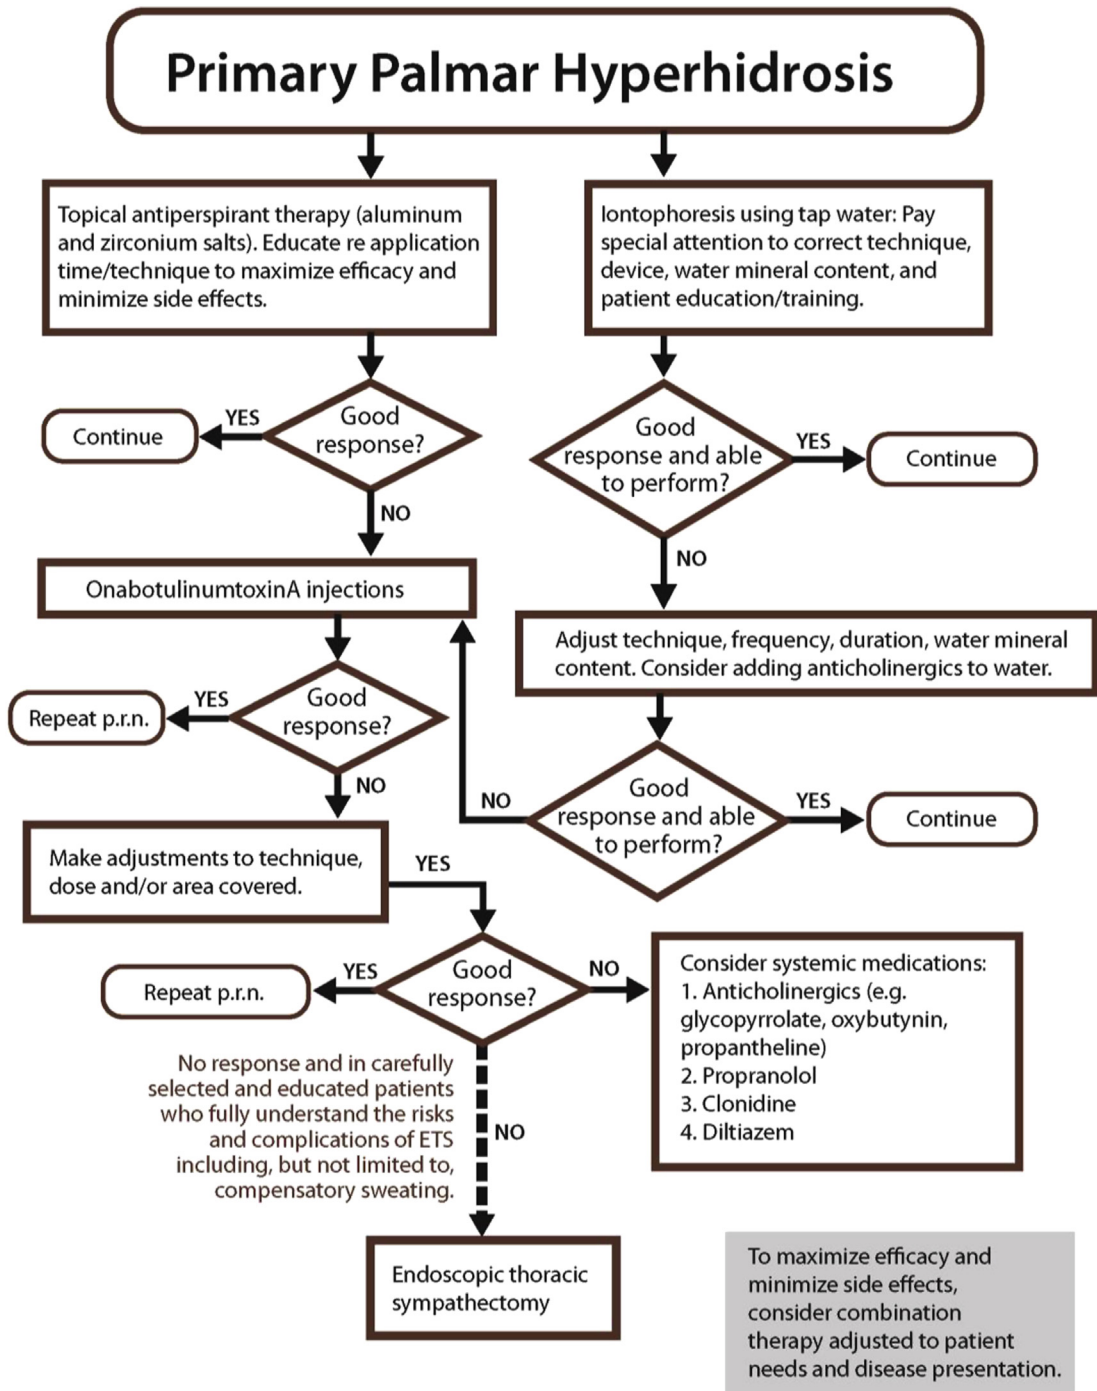 Primary Palmar Hyperhidrosis
Topical antiperspirant therapy (aluminum
and zirconium salts). Educate re application
time/technique to maximize efficacy and
minimize side effects.
Iontophoresis using tap water: Pay
special attention to correct technique,
device, water mineral content, and
patient education/training.
Good
response?
YES
Continue
NO
Good
response and able
to perform?
YES
Continue
NO
OnabotulinumtoxinA injections
Adjust technique, frequency, duration, water mineral
content. Consider adding anticholinergics to water.
Good
response?
YES
Repeat p.r.n.
NO
Good
response and able
to perform?
NO
YES
Continue
Make adjustments to technique,
dose and/or area covered.
YES
Good
response?
YES
Repeat p.r.n.
NO
Consider systemic medications:
1. Anticholinergics (e.g.
glycopyrrolate, oxybutynin,
propantheline)
2. Propranolol
3. Clonidine
4. Diltiazem
No response and in carefully
selected and educated patients
who fully understand the risks
and complications of ETS
including, but not limited to,
compensatory sweating.
NO
Endoscopic thoracic
sympathectomy
To maximize efficacy and
minimize side effects,
consider combination
therapy adjusted to patient
needs and disease presentation.